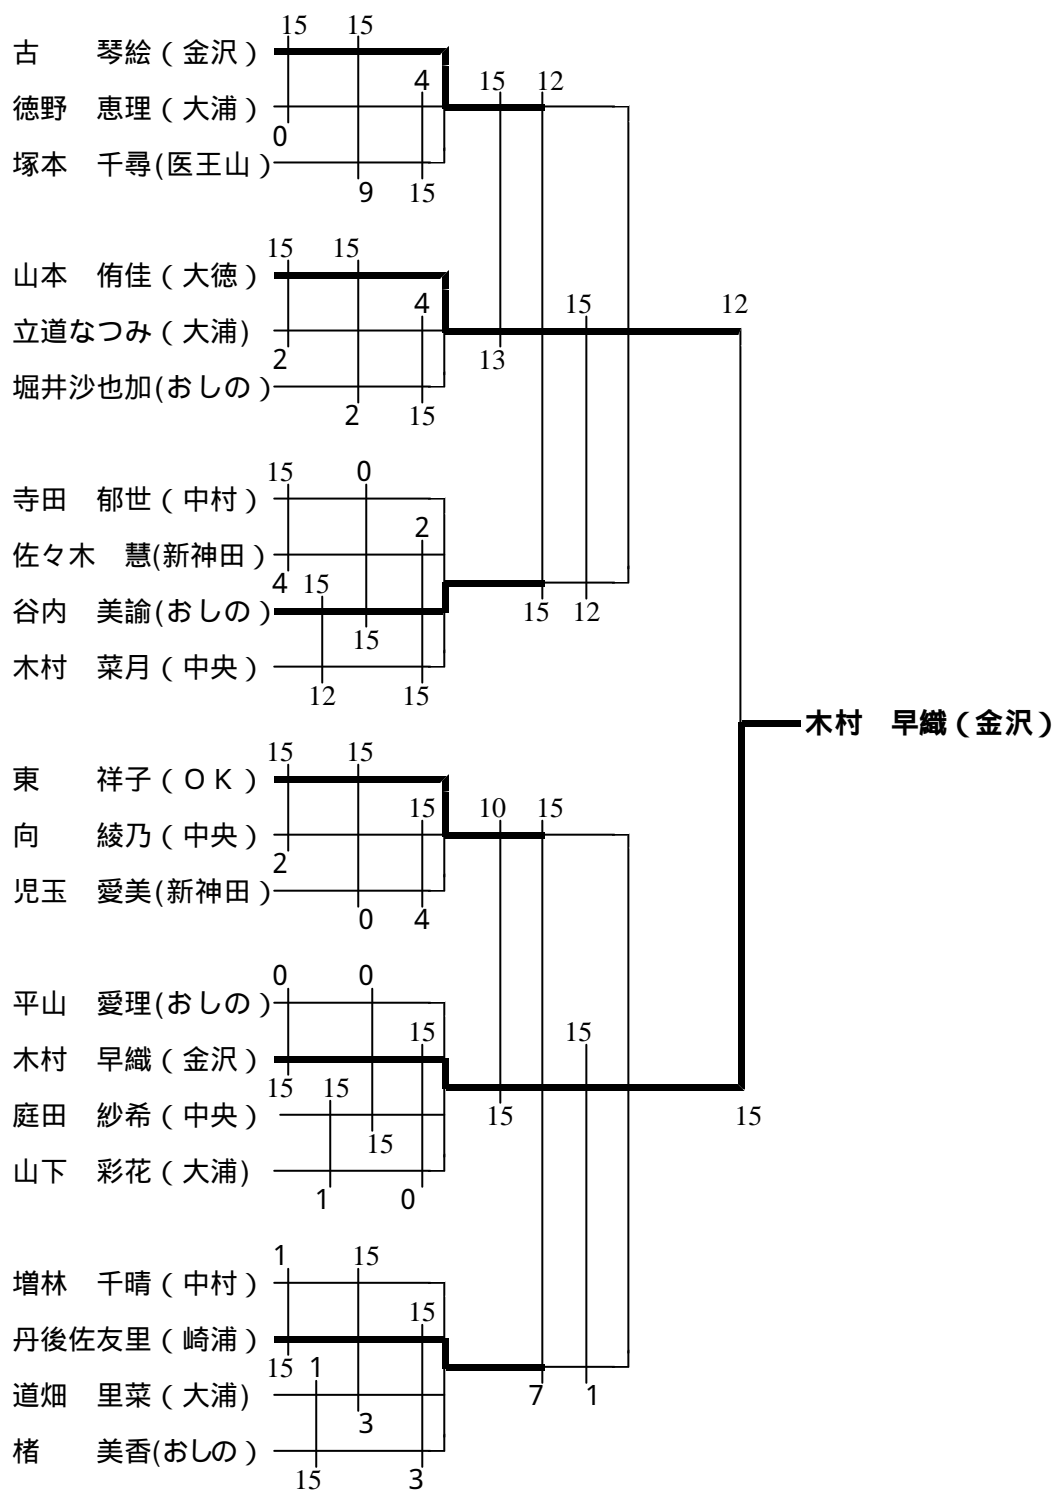 15 15
古　　琴絵（金沢）
4 15 12
徳野　恵理（大浦）
0
塚本　千尋(医王山）
9 15
15 15
山本　侑佳（大徳）
4 15 12
立道なつみ（大浦)
2 13
堀井沙也加(おしの）
2 15
15 0
寺田　郁世（中村）
2
佐々木　慧(新神田）
4 15
谷内　美諭(おしの） 15 12
15
木村　菜月（中央）
12 15
木村　早織（金沢）
15 15
東　　祥子（ＯＫ）
15 10 15
向　　綾乃（中央）
2
児玉　愛美(新神田）
0 4
0 0
平山　愛理(おしの）
15 15
木村　早織（金沢）
15 15
庭田　紗希（中央） 15 15
15
山下　彩花（大浦)
1 0
1 15
増林　千晴（中村）
15
丹後佐友里（崎浦）
15 1
道畑　里菜（大浦) 7 1
3
楮　　美香(おしの）
15 3